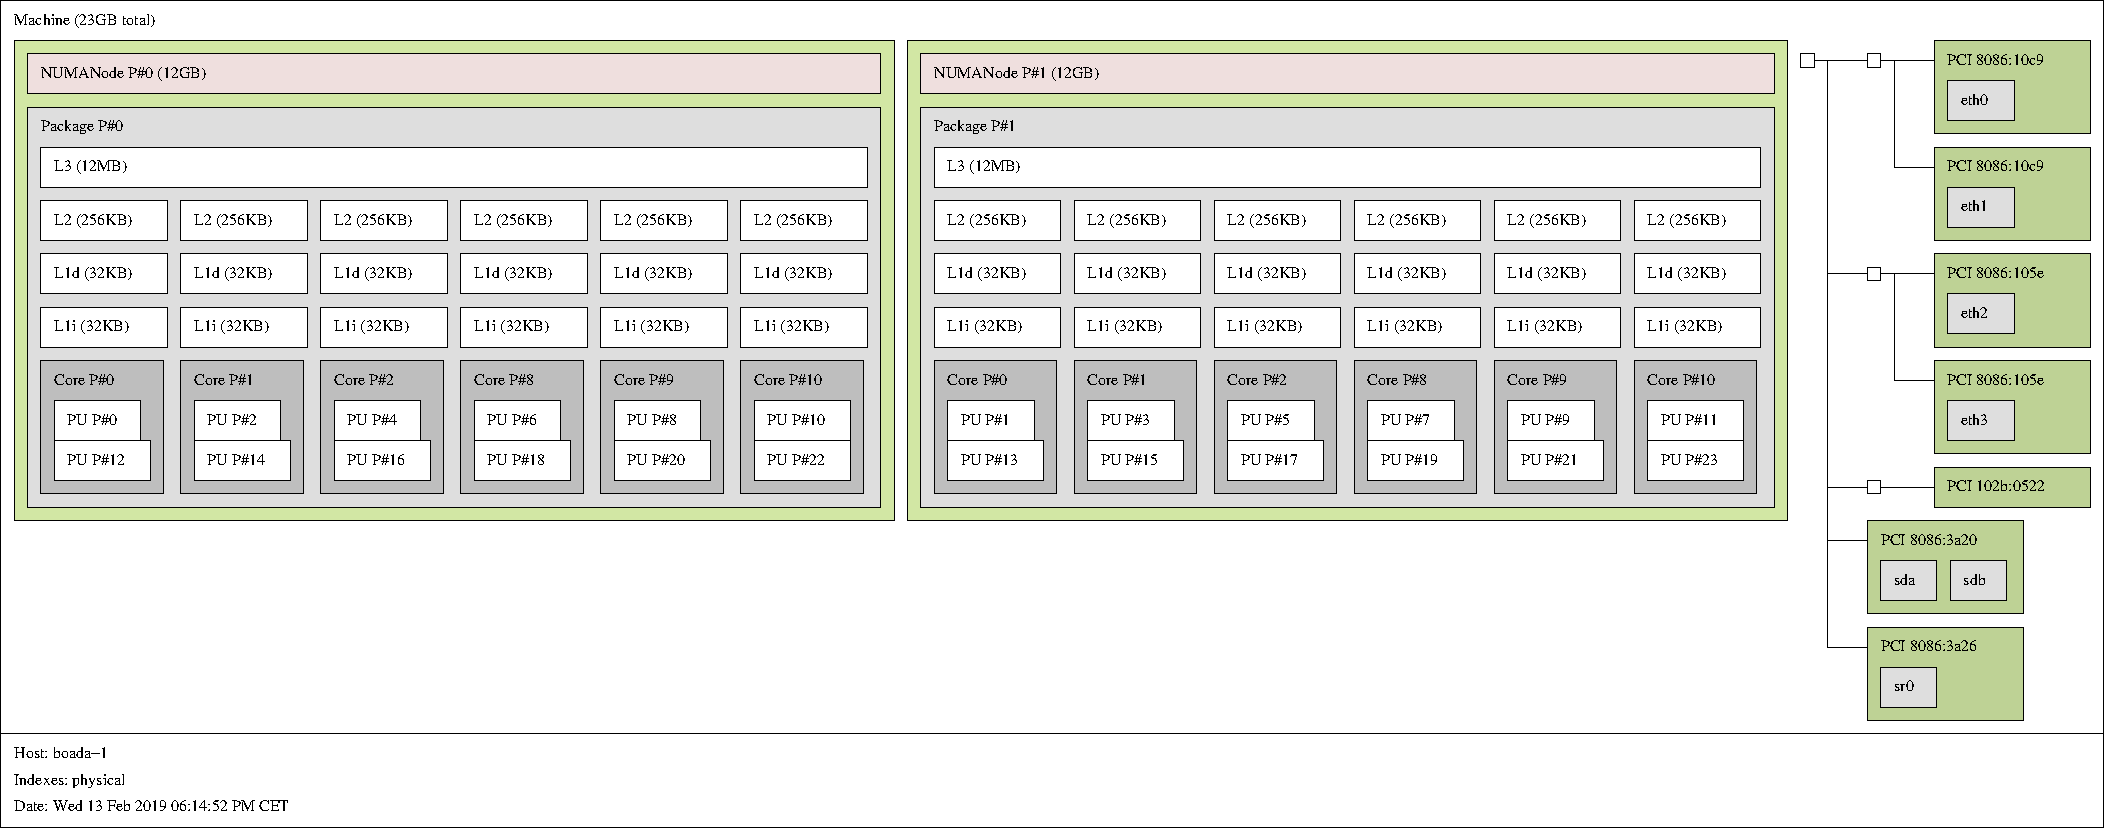 Machine (23GB total)
NUMANode P#0 (12GB)
Package P#0
L3 (12MB)
L2 (256KB) L2 (256KB) L2 (256KB) L2 (256KB) L2 (256KB) L2 (256KB)
L1d (32KB) L1d (32KB) L1d (32KB) L1d (32KB) L1d (32KB) L1d (32KB)
L1i (32KB) L1i (32KB) L1i (32KB) L1i (32KB) L1i (32KB) L1i (32KB)
Core P#0 Core P#1 Core P#2 Core P#8 Core P#9 Core P#10
PU P#0 PU P#2 PU P#4 PU P#6 PU P#8 PU P#10
PU P#12 PU P#14 PU P#16 PU P#18 PU P#20 PU P#22
NUMANode P#1 (12GB)
Package P#1
L3 (12MB)
L2 (256KB) L2 (256KB) L2 (256KB) L2 (256KB) L2 (256KB) L2 (256KB)
L1d (32KB) L1d (32KB) L1d (32KB) L1d (32KB) L1d (32KB) L1d (32KB)
L1i (32KB) L1i (32KB) L1i (32KB) L1i (32KB) L1i (32KB) L1i (32KB)
Core P#0 Core P#1 Core P#2 Core P#8 Core P#9 Core P#10
PU P#1 PU P#3 PU P#5 PU P#7 PU P#9 PU P#11
PU P#13 PU P#15 PU P#17 PU P#19 PU P#21 PU P#23
PCI 8086:10c9
eth0
PCI 8086:10c9
eth1
PCI 8086:105e
eth2
PCI 8086:105e
eth3
PCI 102b:0522
PCI 8086:3a20
sda sdb
PCI 8086:3a26
sr0
Host: boada-1
Indexes: physical
Date: Wed 13 Feb 2019 06:14:52 PM CET